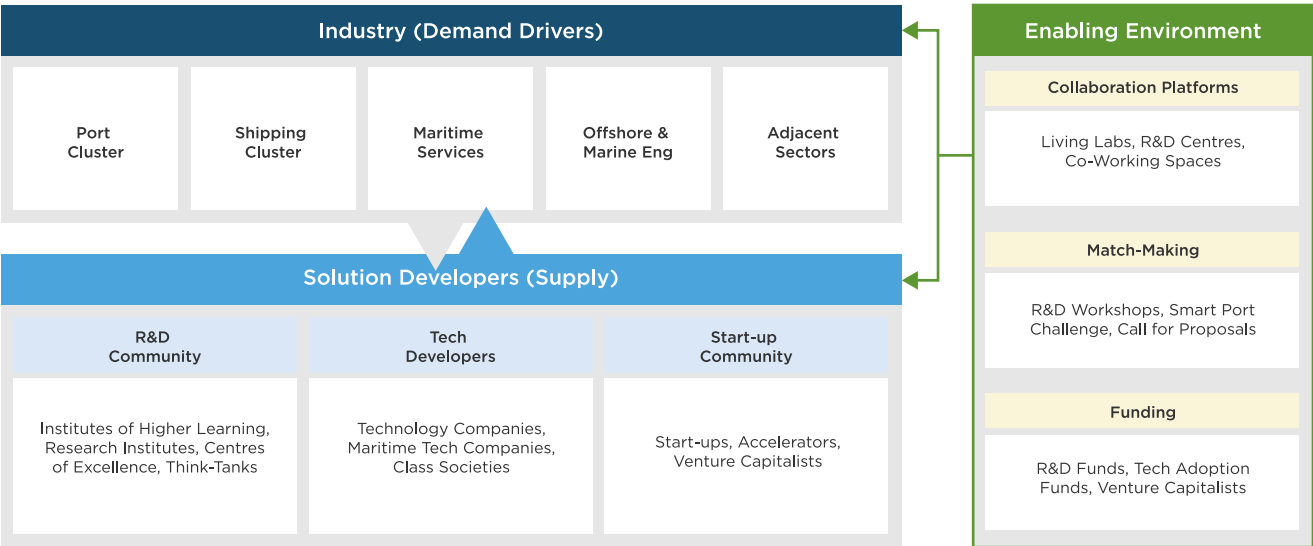 Industry (Demand Drivers)
Port
Cluster
Shipping
Cluster
Maritime
Services
Offshore &
Marine Eng
Adjacent
Sectors
Solution Developers (Supply)
R&D
Community
Institutes of Higher Learning,
Research Institutes, Centres
of Excellence, Think-Tanks
Tech
Developers
Technology Companies,
Maritime Tech Companies,
Class Societies
Start-up
Community
Start-ups, Accelerators,
Venture Capitalists
Enabling Environment
Collaboration Platforms
Living Labs, R&D Centres,
Co-Working Spaces
Match-Making
R&D Workshops, Smart Port
Challenge, Call for Proposals
Funding
R&D Funds, Tech Adoption
Funds, Venture Capitalists